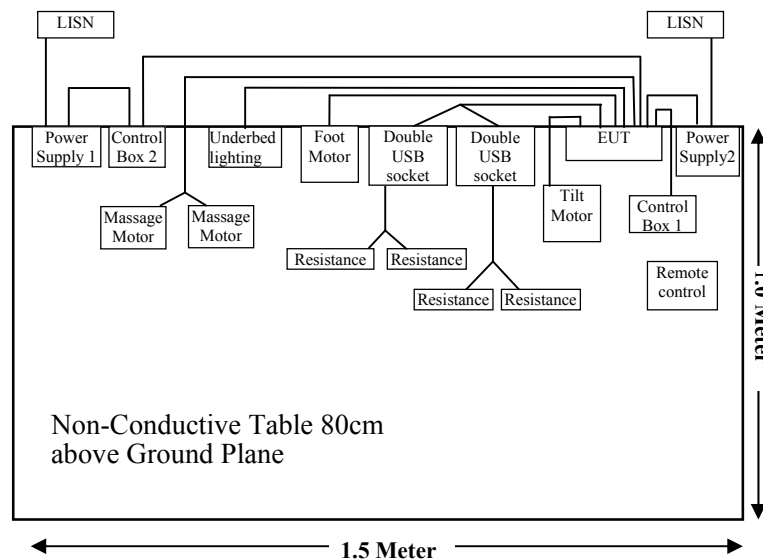 LISN
LISN
Power
Supply 1
Control
Box 2
Underbed
lighting
Foot
Motor
Double
USB
socket
Double
USB
socket
EUT
Power
Supply2
Massage
Motor
Massage
Motor
Tilt
Motor
Control
Box 1
Resistance
Resistance
Resistance
Resistance
Remote
control
1.0 Meter
Non-Conductive Table 80cm
above Ground Plane
1.5 Meter